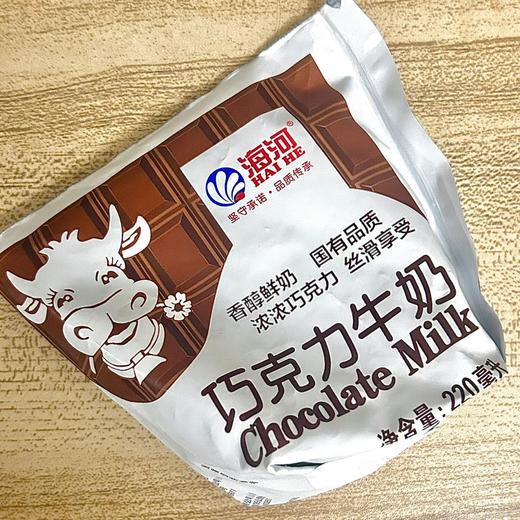 海河®
HAI HE
坚守承诺·品质传承
香醇鲜奶 国有品质
浓浓巧克力 丝滑享受
巧克力牛奶
Chocolate Milk
净含量:220毫升